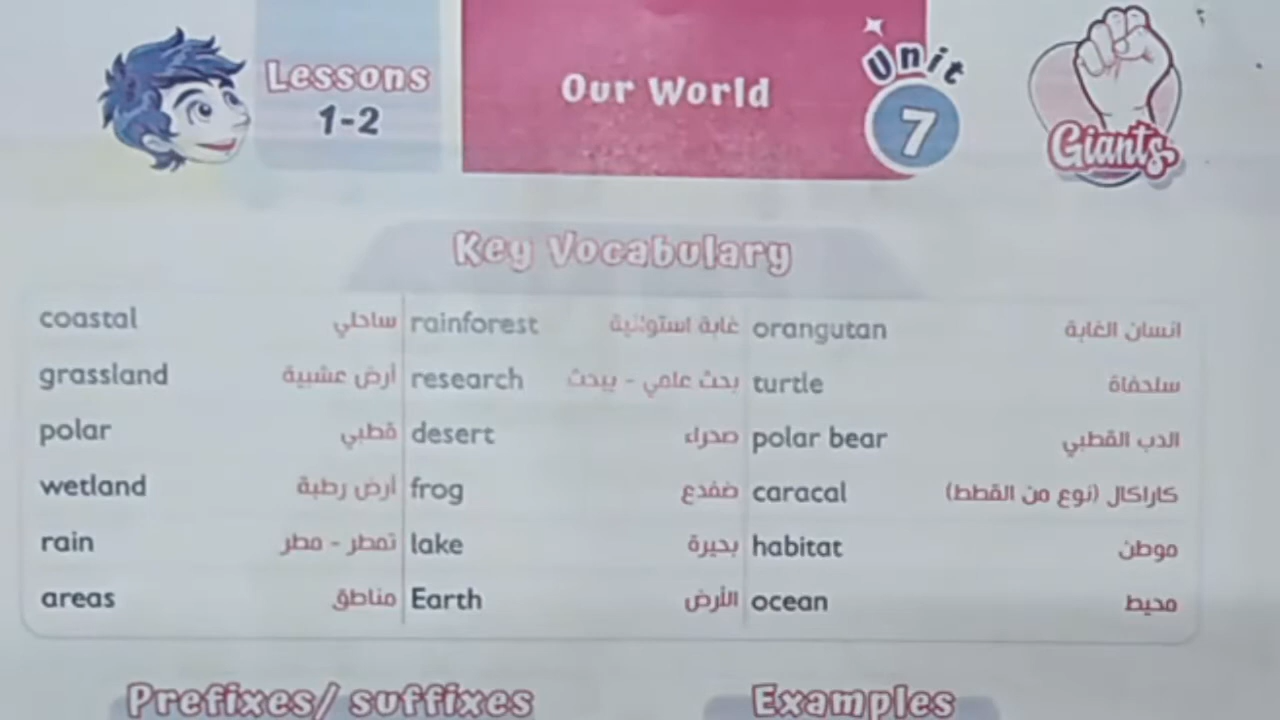 Lessons
1-2
Our World
Unit
7
Giants
Key Vocabulary
coastal ساحلي rainforest غابة استوائية orangutan انسان الغابة
grassland أرض عشبية research بحث علمي - يبحث turtle سلحفاة
polar قطبي desert صحراء polar bear الدب القطبي
wetland أرض رطبة frog ضفدع caracal كاراكال (نوع من القطط)
rain تمطر - مطر lake بحيرة habitat موطن
areas مناطق Earth الأرض ocean محيط
Prefixes/ suffixes Examples